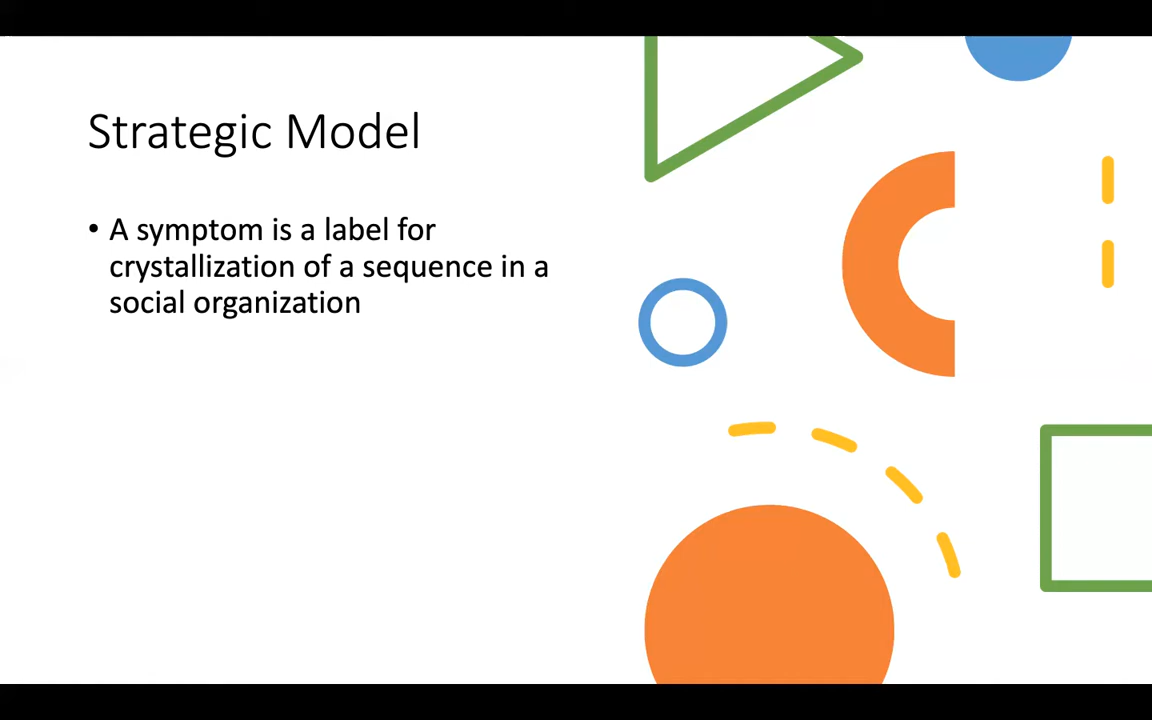 Strategic Model
• A symptom is a label for
crystallization of a sequence in a
social organization